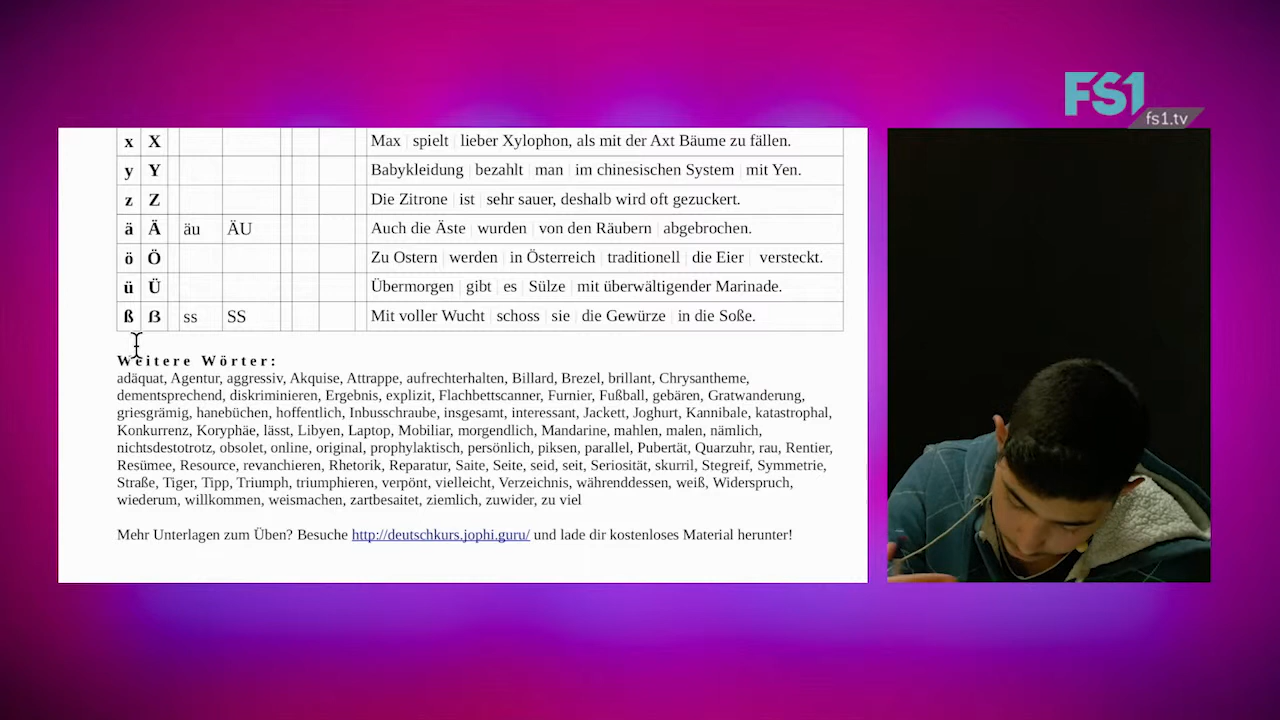 FS1
fs1.tv
x X Max spielt lieber Xylophon, als mit der Axt Bäume zu fällen.
y Y Babykleidung bezahlt man im chinesischen System mit Yen.
z Z Die Zitrone ist sehr sauer, deshalb wird oft gezuckert.
ä Ä äu ÄU Auch die Äste wurden von den Räubern abgebrochen.
ö Ö Zu Ostern werden in Österreich traditionell die Eier versteckt.
ü Ü Übermorgen gibt es Sülze mit überwältigender Marinade.
ß ẞ ss SS Mit voller Wucht schoss sie die Gewürze in die Soße.
Weitere Wörter:
adäquat, Agentur, aggressiv, Akquise, Attrappe, aufrechterhalten, Billard, Brezel, brillant, Chrysantheme,
dementsprechend, diskriminieren, Ergebnis, explizit, Flachbettscanner, Furnier, Fußball, gebären, Gratwanderung,
griesgrämig, hanebüchen, hoffentlich, Inbusschraube, insgesamt, interessant, Jackett, Joghurt, Kannibale, katastrophal,
Konkurrenz, Koryphäe, lässt, Libyen, Laptop, Mobiliar, morgendlich, Mandarine, mahlen, malen, nämlich,
nichtsdestotrotz, obsolet, online, original, prophylaktisch, persönlich, piksen, parallel, Pubertät, Quarzuhr, rau, Rentier,
Resümee, Resource, revanchieren, Rhetorik, Reparatur, Saite, Seite, seid, seit, Seriosität, skurril, Stegreif, Symmetrie,
Straße, Tiger, Tipp, Triumph, triumphieren, verpönt, vielleicht, Verzeichnis, währenddessen, weiß, Widerspruch,
wiederum, willkommen, weismachen, zartbesaitet, ziemlich, zuwider, zu viel
Mehr Unterlagen zum Üben? Besuche http://deutschkurs.jophi.guru/ und lade dir kostenloses Material herunter!